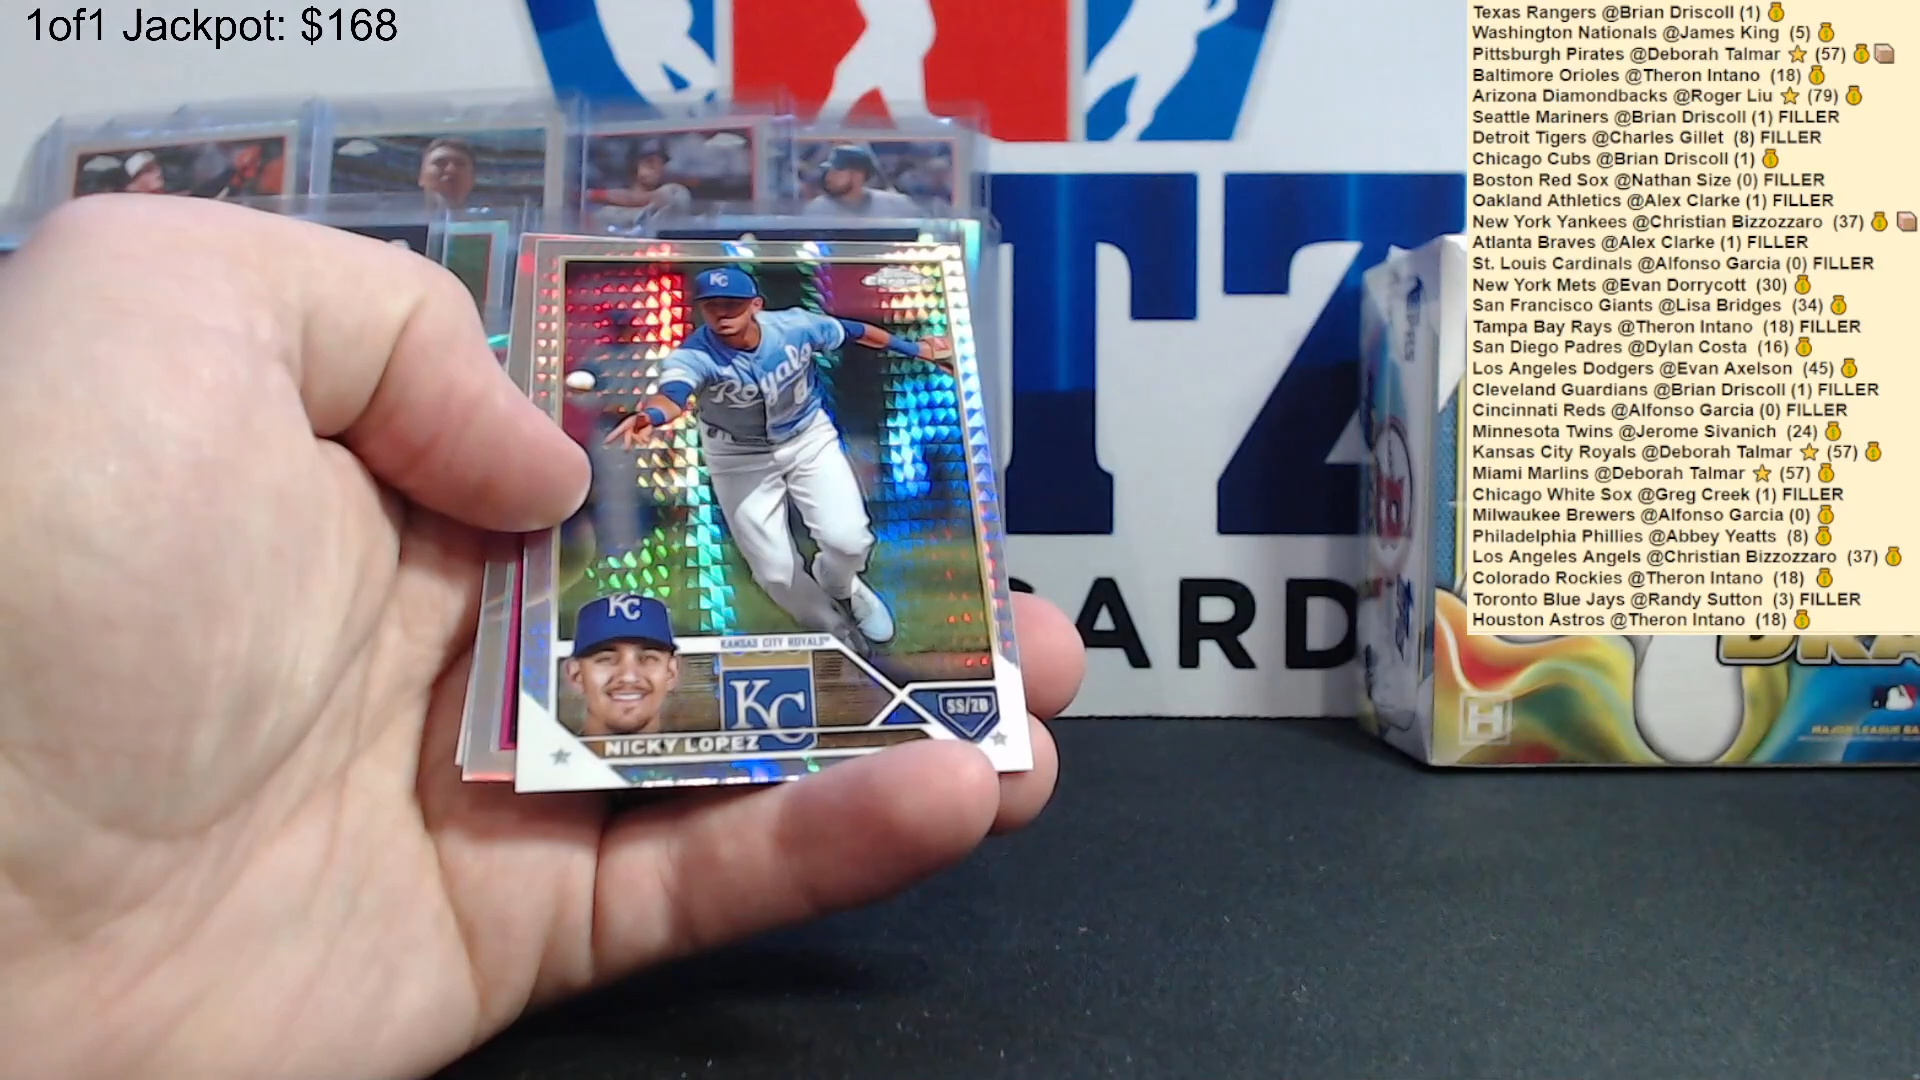 1of1 Jackpot: $168
Texas Rangers @Brian Driscoll (1)
Washington Nationals @James King (5)
Pittsburgh Pirates @Deborah Talmar (57)
Baltimore Orioles @Theron Intano (18)
Arizona Diamondbacks @Roger Liu (79)
Seattle Mariners @Brian Driscoll (1) FILLER
Detroit Tigers @Charles Gillet (8) FILLER
Chicago Cubs @Brian Driscoll (1)
Boston Red Sox @Nathan Size (0) FILLER
Oakland Athletics @Alex Clarke (1) FILLER
New York Yankees @Christian Bizzozzaro (37)
Atlanta Braves @Alex Clarke (1) FILLER
St. Louis Cardinals @Alfonso Garcia (0) FILLER
New York Mets @Evan Dorrycott (30)
San Francisco Giants @Lisa Bridges (34)
Tampa Bay Rays @Theron Intano (18) FILLER
San Diego Padres @Dylan Costa (16)
Los Angeles Dodgers @Evan Axelson (45)
Cleveland Guardians @Brian Driscoll (1) FILLER
Cincinnati Reds @Alfonso Garcia (0) FILLER
Minnesota Twins @Jerome Sivanich (24)
Kansas City Royals @Deborah Talmar (57)
Miami Marlins @Deborah Talmar (57)
Chicago White Sox @Greg Creek (1) FILLER
Milwaukee Brewers @Alfonso Garcia (0)
Philadelphia Phillies @Abbey Yeatts (8)
Los Angeles Angels @Christian Bizzozzaro (37)
Colorado Rockies @Theron Intano (18)
Toronto Blue Jays @Randy Sutton (3) FILLER
Houston Astros @Theron Intano (18)
TZ
CARD
KC
Royals
KC
KANSAS CITY ROYALS
KC
SS/2B
NICKY LOPEZ
TOPPS
H